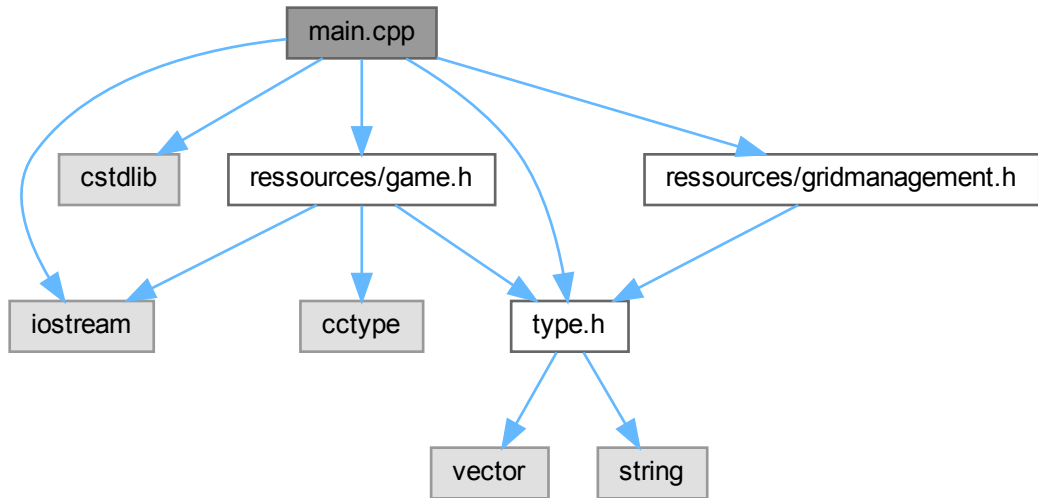 main.cpp
cstdlib
ressources/game.h
ressources/gridmanagement.h
iostream
cctype
type.h
vector
string